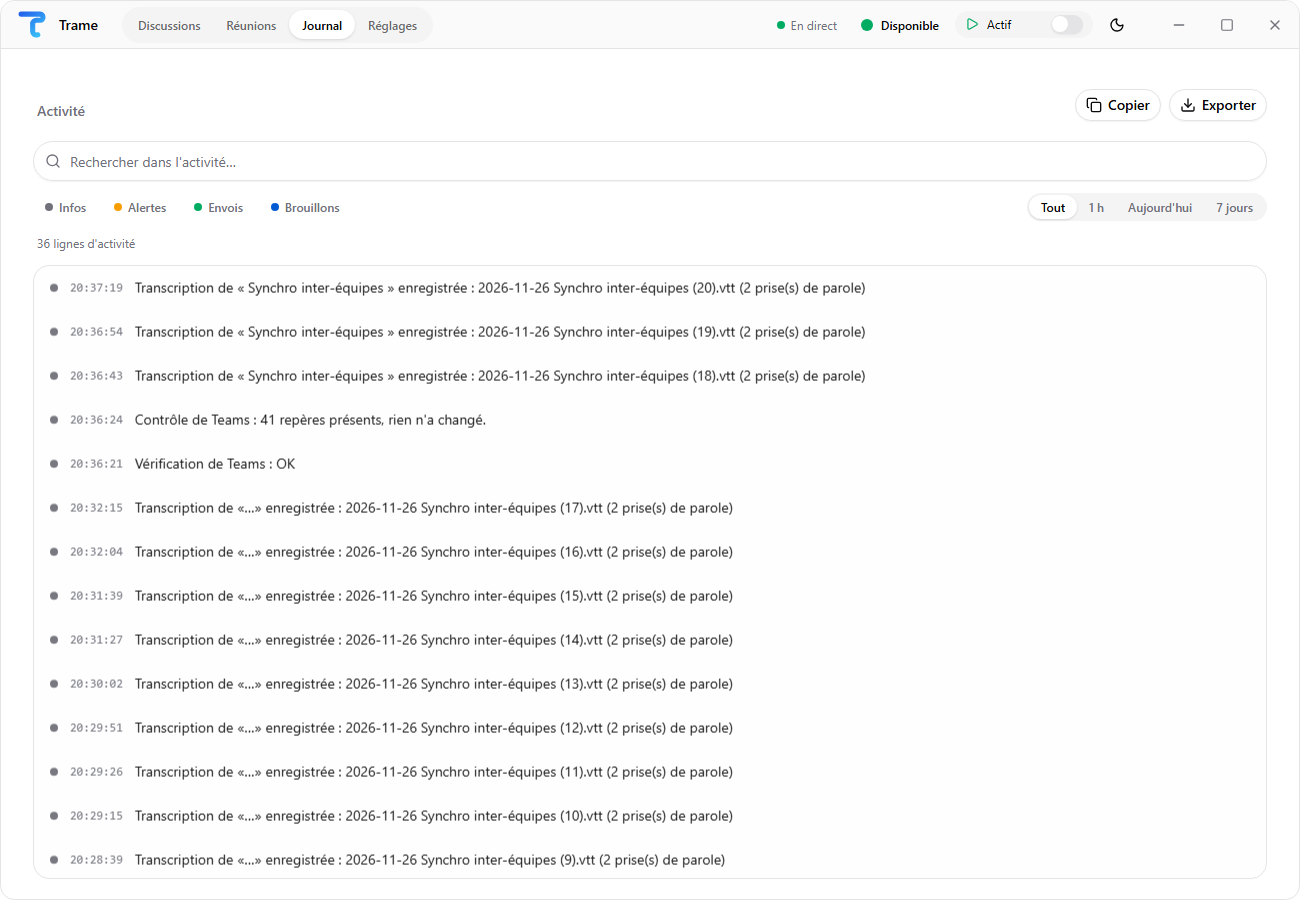 Trame
Discussions
Réunions
Journal
Réglages
En direct
Disponible
Actif
Activité
Copier
Exporter
Rechercher dans l'activité...
Infos
Alertes
Envois
Brouillons
Tout
1 h
Aujourd'hui
7 jours
36 lignes d'activité
20:37:19 Transcription de « Synchro inter-équipes » enregistrée : 2026-11-26 Synchro inter-équipes (20).vtt (2 prise(s) de parole)
20:36:54 Transcription de « Synchro inter-équipes » enregistrée : 2026-11-26 Synchro inter-équipes (19).vtt (2 prise(s) de parole)
20:36:43 Transcription de « Synchro inter-équipes » enregistrée : 2026-11-26 Synchro inter-équipes (18).vtt (2 prise(s) de parole)
20:36:24 Contrôle de Teams : 41 repères présents, rien n'a changé.
20:36:21 Vérification de Teams : OK
20:32:15 Transcription de «...» enregistrée : 2026-11-26 Synchro inter-équipes (17).vtt (2 prise(s) de parole)
20:32:04 Transcription de «...» enregistrée : 2026-11-26 Synchro inter-équipes (16).vtt (2 prise(s) de parole)
20:31:39 Transcription de «...» enregistrée : 2026-11-26 Synchro inter-équipes (15).vtt (2 prise(s) de parole)
20:31:27 Transcription de «...» enregistrée : 2026-11-26 Synchro inter-équipes (14).vtt (2 prise(s) de parole)
20:30:02 Transcription de «...» enregistrée : 2026-11-26 Synchro inter-équipes (13).vtt (2 prise(s) de parole)
20:29:51 Transcription de «...» enregistrée : 2026-11-26 Synchro inter-équipes (12).vtt (2 prise(s) de parole)
20:29:26 Transcription de «...» enregistrée : 2026-11-26 Synchro inter-équipes (11).vtt (2 prise(s) de parole)
20:29:15 Transcription de «...» enregistrée : 2026-11-26 Synchro inter-équipes (10).vtt (2 prise(s) de parole)
20:28:39 Transcription de «...» enregistrée : 2026-11-26 Synchro inter-équipes (9).vtt (2 prise(s) de parole)